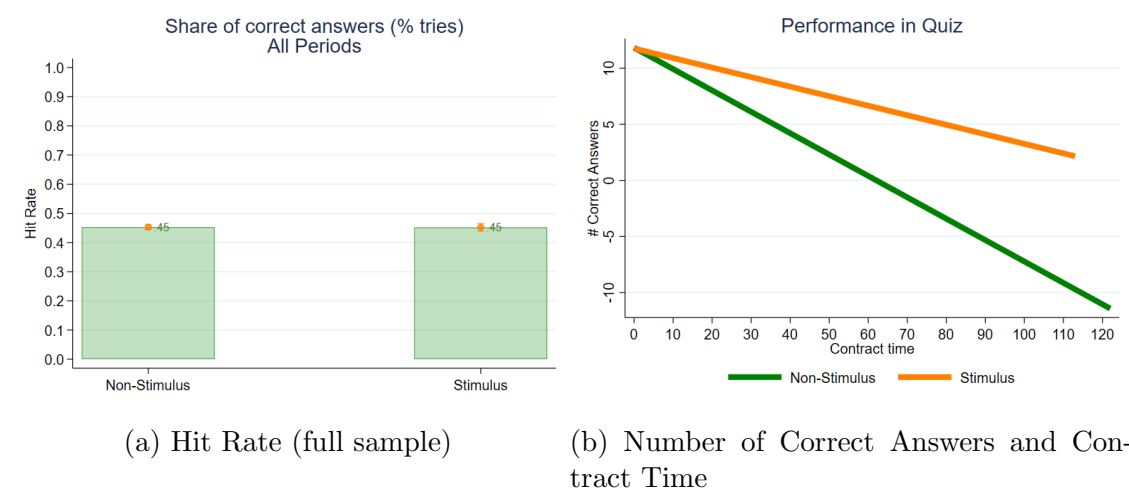 Share of correct answers (% tries)
All Periods
Hit Rate
1.0
0.9
0.8
0.7
0.6
0.5
0.4
0.3
0.2
0.1
0.0
.45
.45
Non-Stimulus
Stimulus
(a) Hit Rate (full sample)
Performance in Quiz
# Correct Answers
10
5
0
-5
-10
0 10 20 30 40 50 60 70 80 90 100 110 120
Contract time
Non-Stimulus
Stimulus
(b) Number of Correct Answers and Con-
tract Time